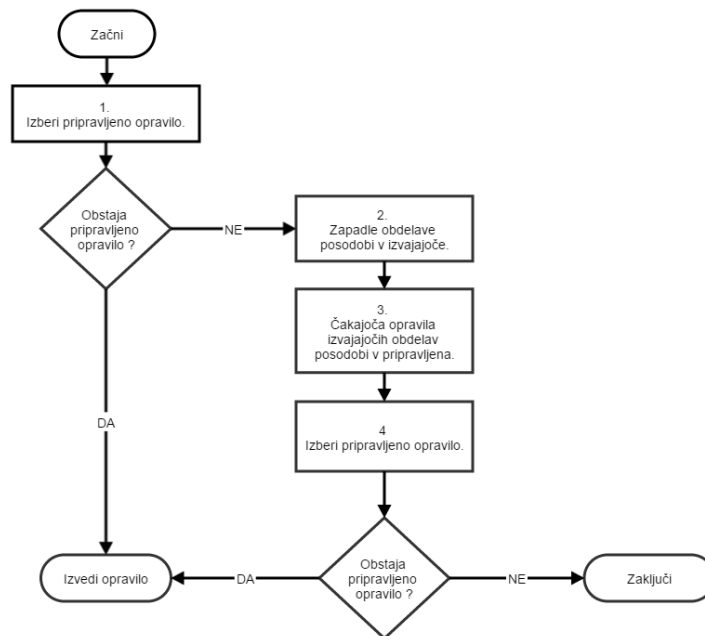 Začni
1.
Izberi pripravljeno opravilo.
Obstaja
pripravljeno
opravilo ?
NE
2.
Zapadle obdelave
posodobi v izvajajoče.
3.
Čakajoča opravila
izvajajočih obdelav
posodobi v pripravljena.
DA
4
Izberi pripravljeno opravilo.
Izvedi opravilo
DA
Obstaja
pripravljeno
opravilo ?
NE
Zaključi